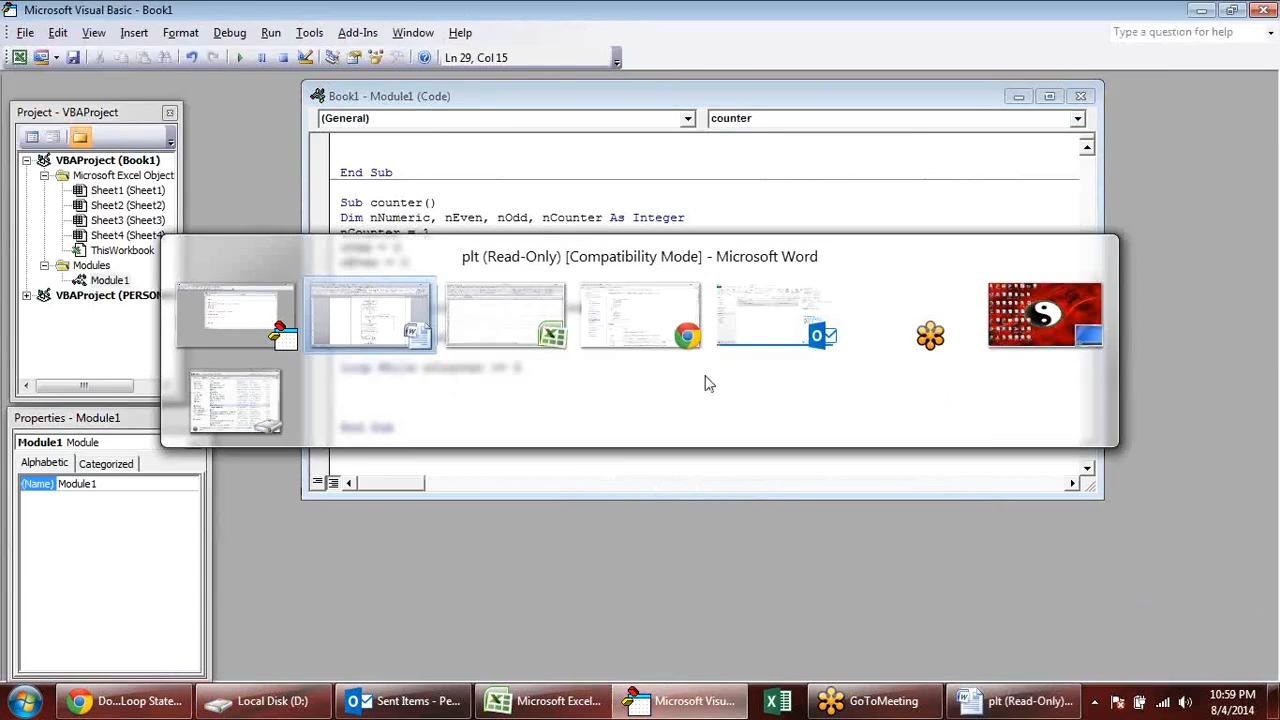 Microsoft Visual Basic - Book1
File Edit View Insert Format Debug Run Tools Add-Ins Window Help
Type a question for help
Ln 29, Col 15
Project - VBAProject
Book1 - Module1 (Code)
(General)
counter
VBAProject (Book1)
Microsoft Excel Object
Sheet1 (Sheet1)
Sheet2 (Sheet2)
Sheet3 (Sheet3)
Sheet4 (Sheet4)
ThisWorkbook
Modules
Module1
VBAProject (PERSON
End Sub
Sub counter()
Dim nNumeric, nEven, nOdd, nCounter As Integer
nCounter = 1
plt (Read-Only) [Compatibility Mode] - Microsoft Word
End Sub
Properties - Module1
Module1 Module
Alphabetic Categorized
(Name) Module1
Do...Loop State...
Local Disk (D:)
Sent Items - Pe...
Microsoft Excel...
Microsoft Visu...
GoToMeeting
plt (Read-Only)...
10:59 PM
8/4/2014